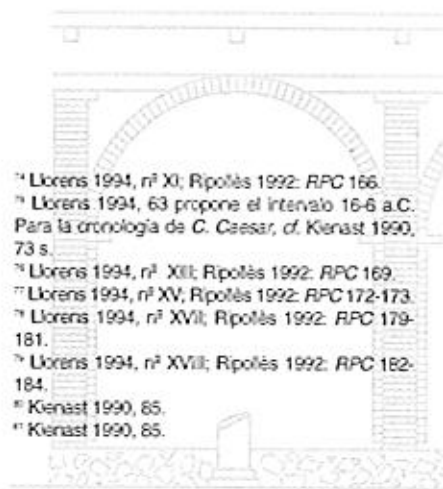 ⁷⁴ Llorens 1994, nº XI; Ripollès 1992: RPC 166.
⁷⁵ Llorens 1994, 63 propone el intervalo 16-6 a.C.
Para la cronología de C. Caesar, cf. Kienast 1990,
73 s.
⁷⁶ Llorens 1994, nº XIII; Ripollès 1992: RPC 169.
⁷⁷ Llorens 1994, nº XV; Ripollès 1992: RPC 172-173.
⁷⁸ Llorens 1994, nº XVII; Ripollès 1992: RPC 179-
181.
⁷⁹ Llorens 1994, nº XVIII; Ripollès 1992: RPC 182-
184.
⁸⁰ Kienast 1990, 85.
⁸¹ Kienast 1990, 85.